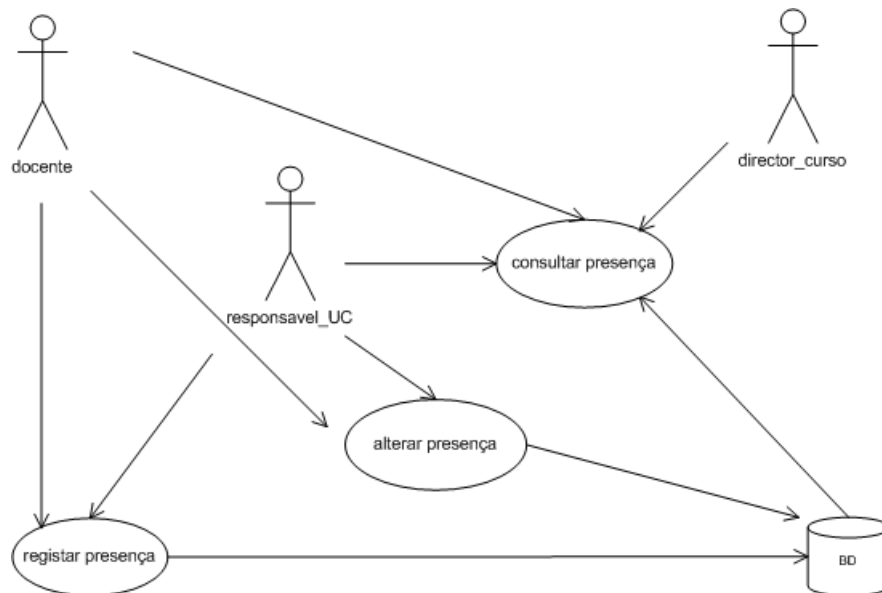 docente
director_curso
responsavel_UC
consultar presença
alterar presença
registar presença
BD